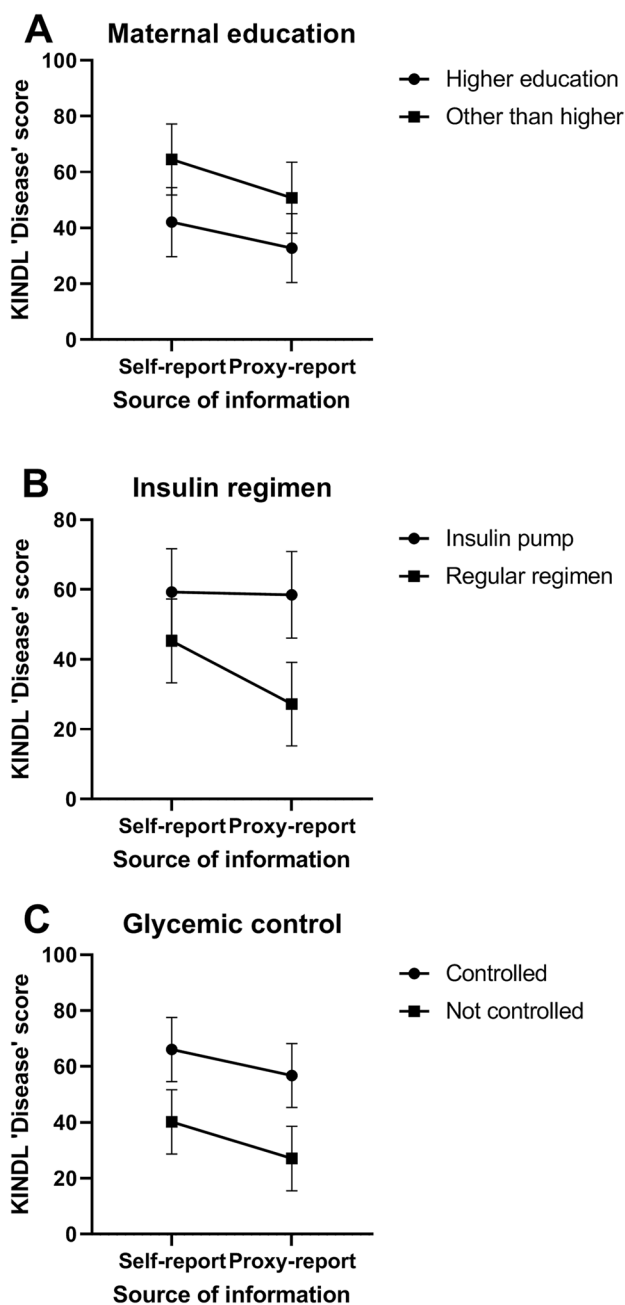 A
Maternal education
100
80
60
40
20
0
KINDL 'Disease' score
Self-report Proxy-report
Source of information
Higher education
Other than higher
B
Insulin regimen
80
60
40
20
0
KINDL 'Disease' score
Self-report Proxy-report
Source of information
Insulin pump
Regular regimen
C
Glycemic control
100
80
60
40
20
0
KINDL 'Disease' score
Self-report Proxy-report
Source of information
Controlled
Not controlled